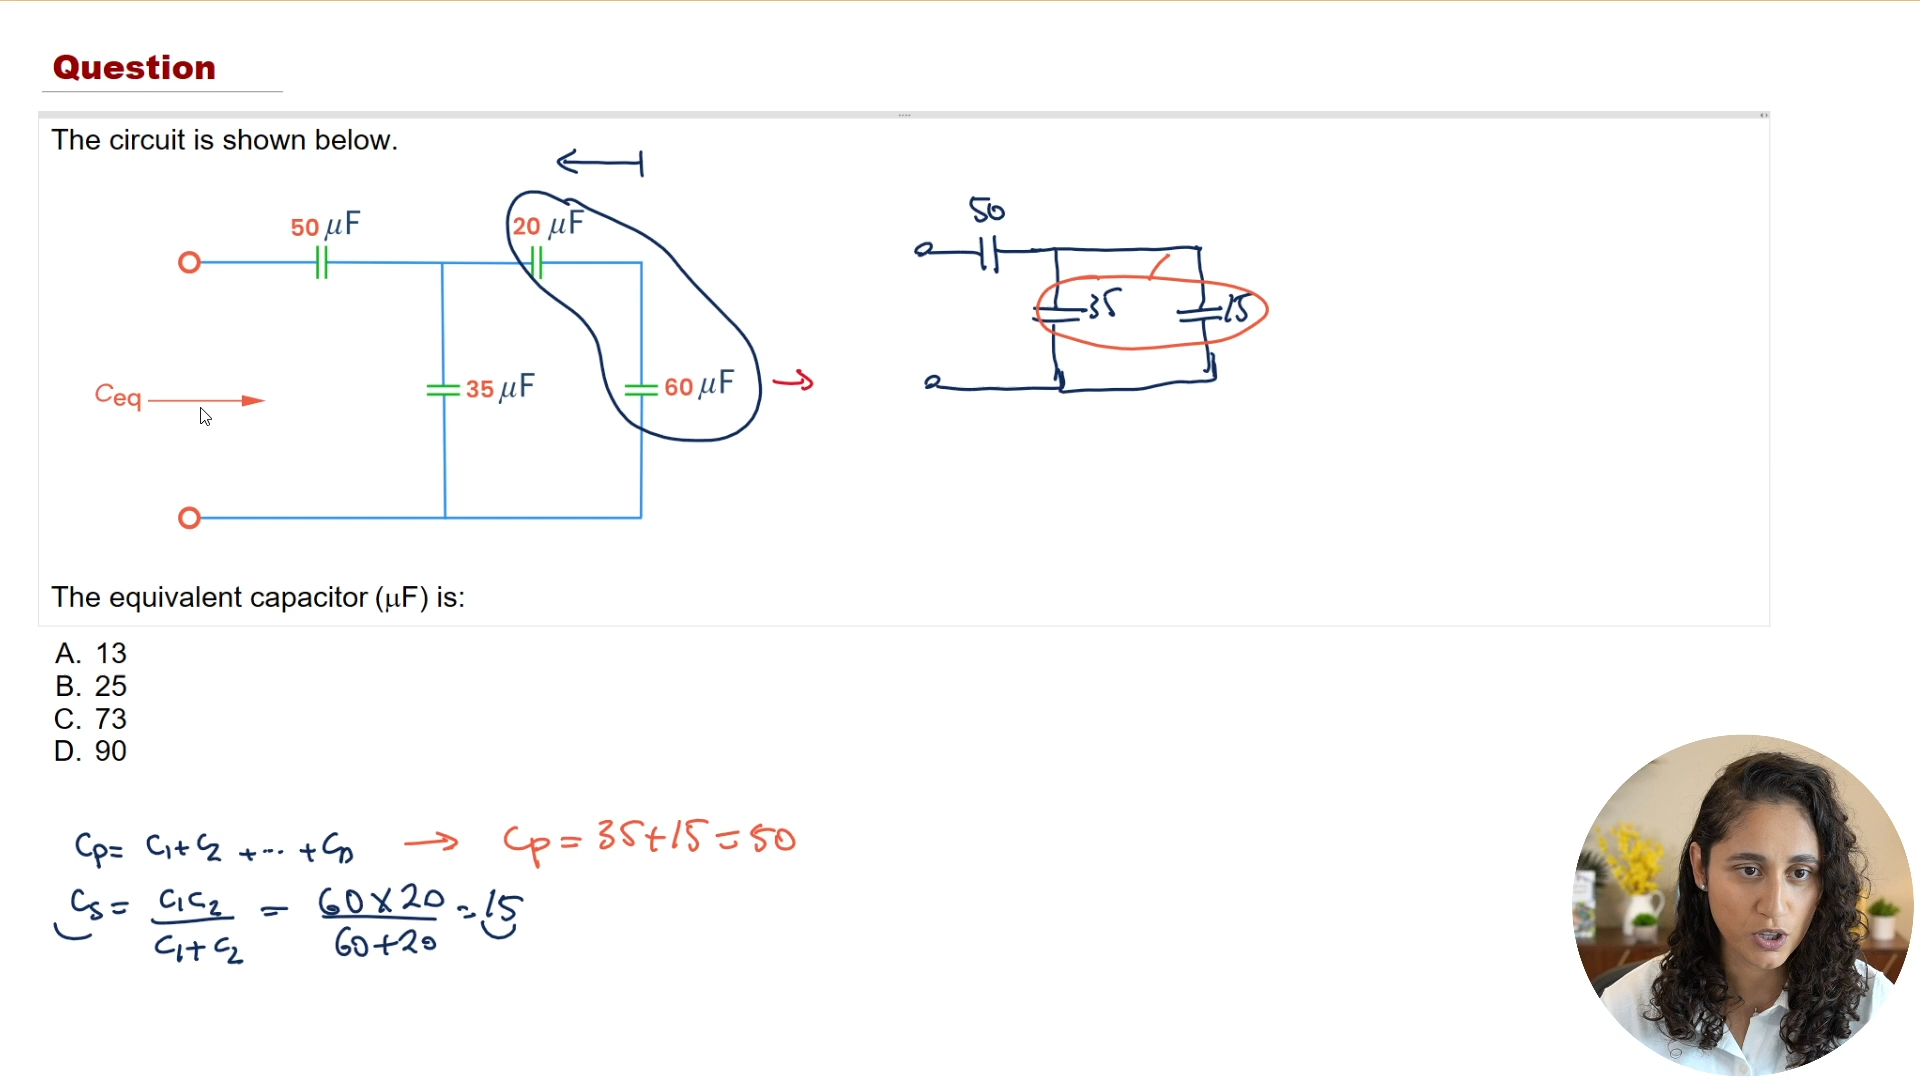 Question
The circuit is shown below.
50 μF
20 μF
35 μF
60 μF
Ceq
50
35
15
The equivalent capacitor (μF) is:
A. 13
B. 25
C. 73
D. 90
Cp= C1+C2 +... +Cn → Cp = 35+15=50
Cs= C1C2 / C1+C2 = 60×20 / 60+20 = 15